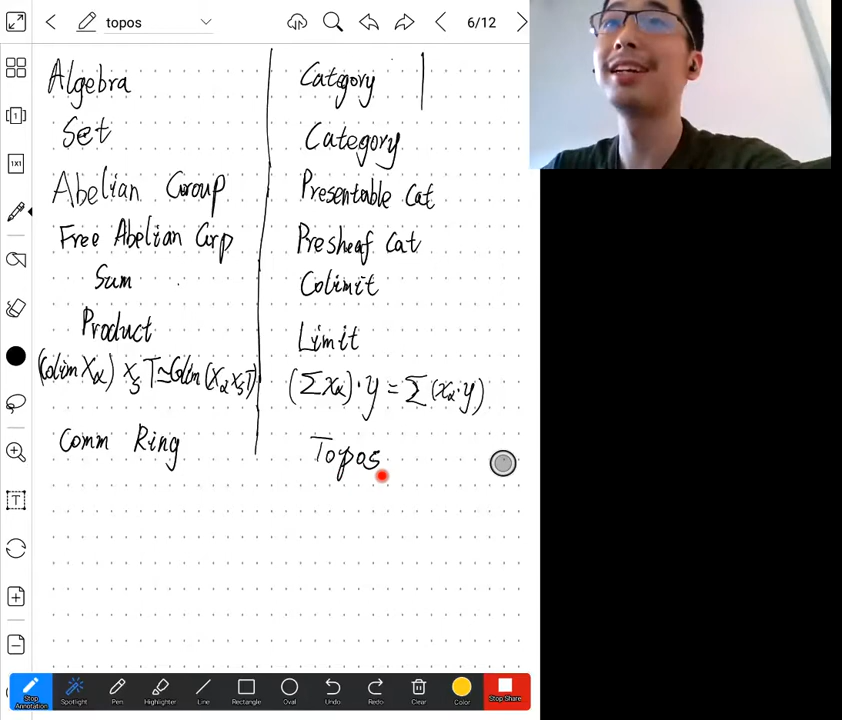 topos
6/12
Algebra Category
Set Category
Abelian Group Presentable Cat
Free Abelian Grp Presheaf Cat
Sum Colimit
Product Limit
(Colim Xα) ×ₛ T ≃ Colim (Xα ×ₛ T) (Σxα)·y = Σ(xα·y)
Comm Ring Topos
Stop Annotation Spotlight Pen Highlighter Line Rectangle Oval Undo Redo Clear Color Stop Share